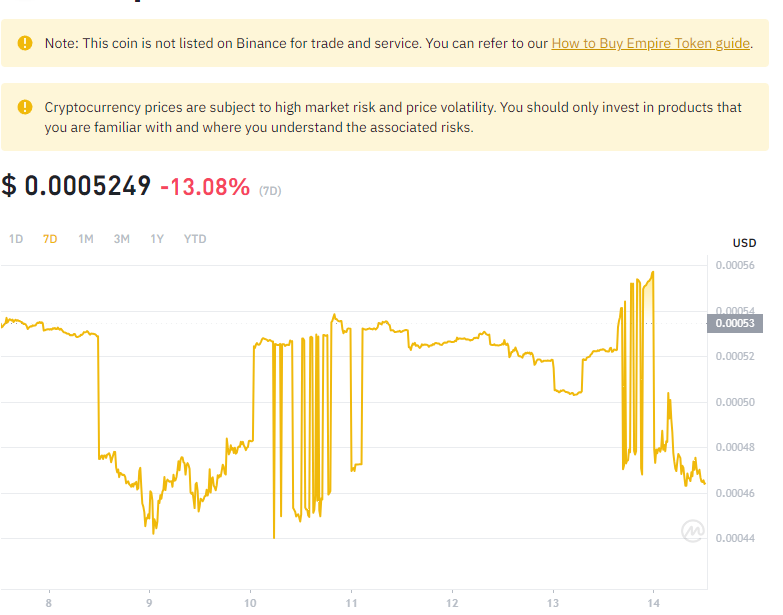 Note: This coin is not listed on Binance for trade and service. You can refer to our How to Buy Empire Token guide.
Cryptocurrency prices are subject to high market risk and price volatility. You should only invest in products that
you are familiar with and where you understand the associated risks.
$ 0.0005249 -13.08% (7D)
1D 7D 1M 3M 1Y YTD
USD
0.00056
0.00054
0.00053
0.00052
0.00050
0.00048
0.00046
0.00044
8 9 10 11 12 13 14